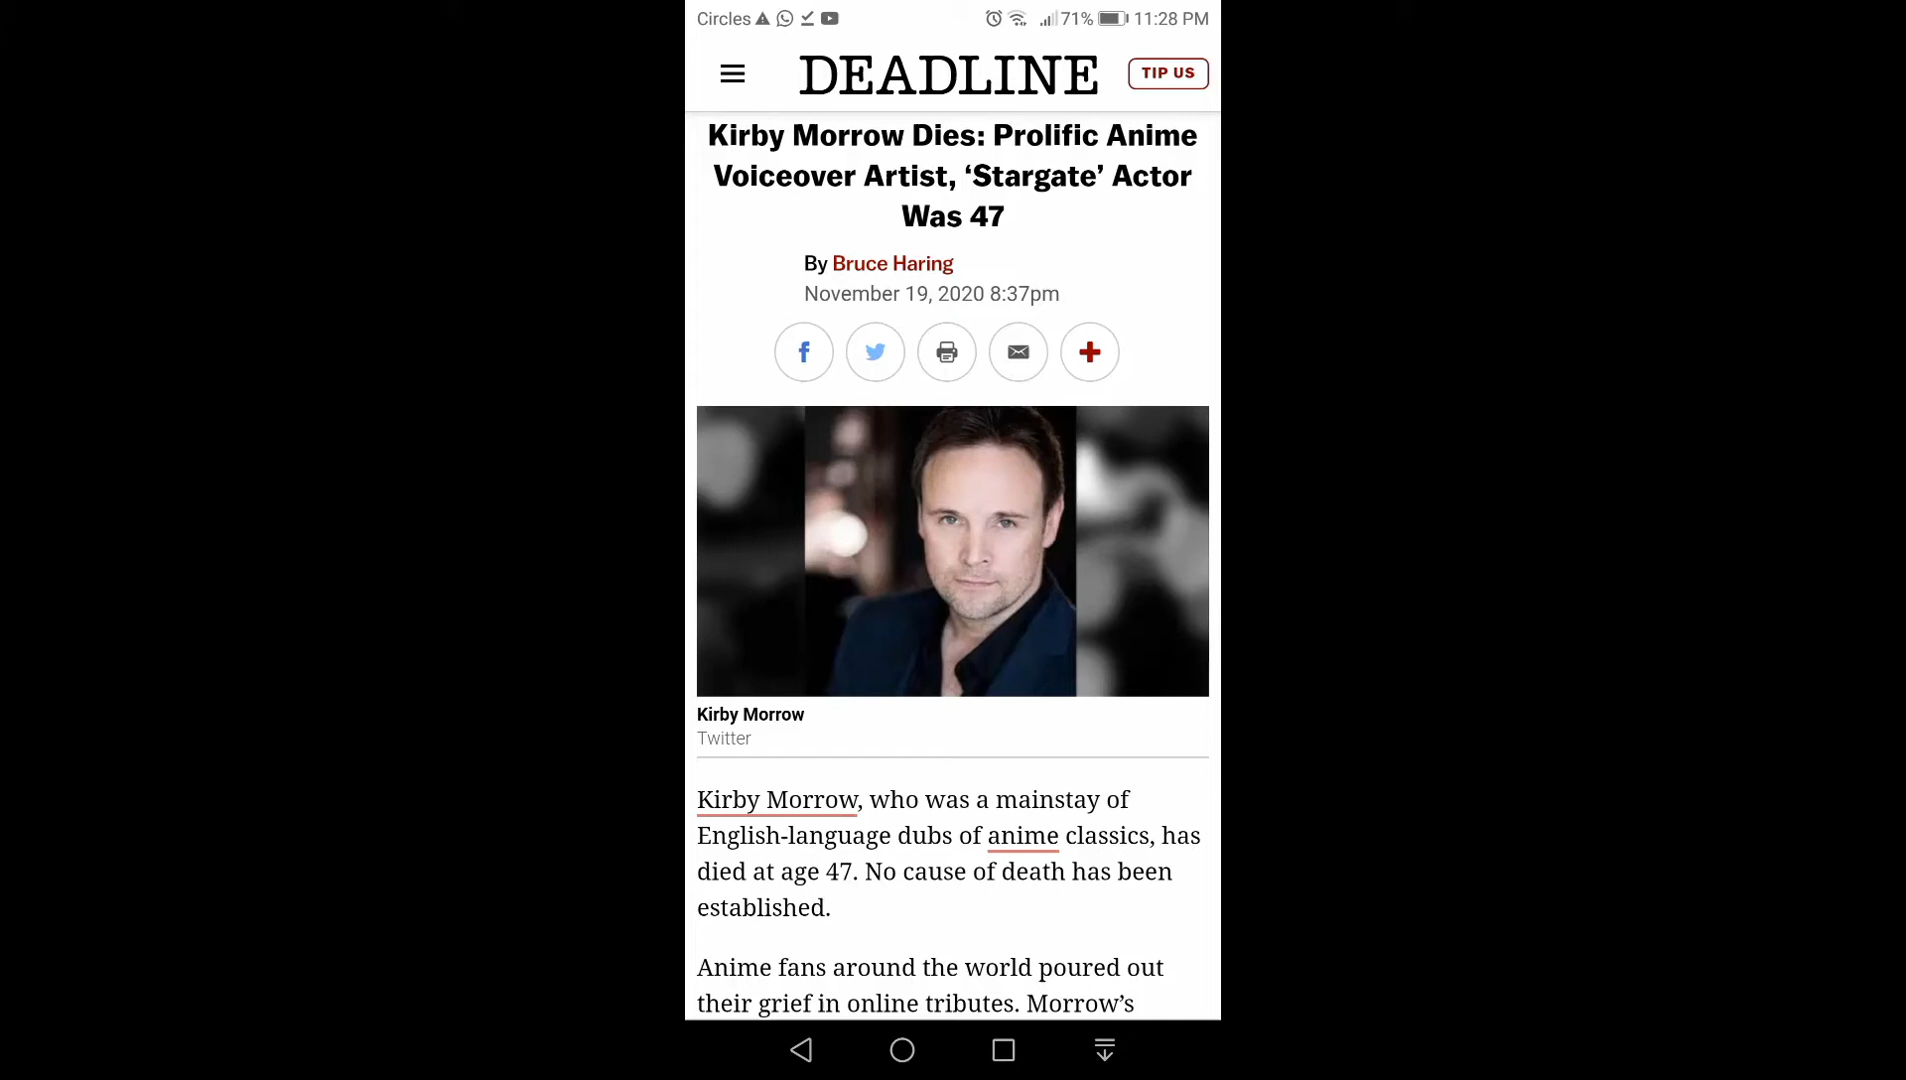 Circles 71% 11:28 PM
DEADLINE
TIP US
Kirby Morrow Dies: Prolific Anime
Voiceover Artist, ‘Stargate’ Actor
Was 47
By Bruce Haring
November 19, 2020 8:37pm
Kirby Morrow
Twitter
Kirby Morrow, who was a mainstay of
English-language dubs of anime classics, has
died at age 47. No cause of death has been
established.
Anime fans around the world poured out
their grief in online tributes. Morrow’s